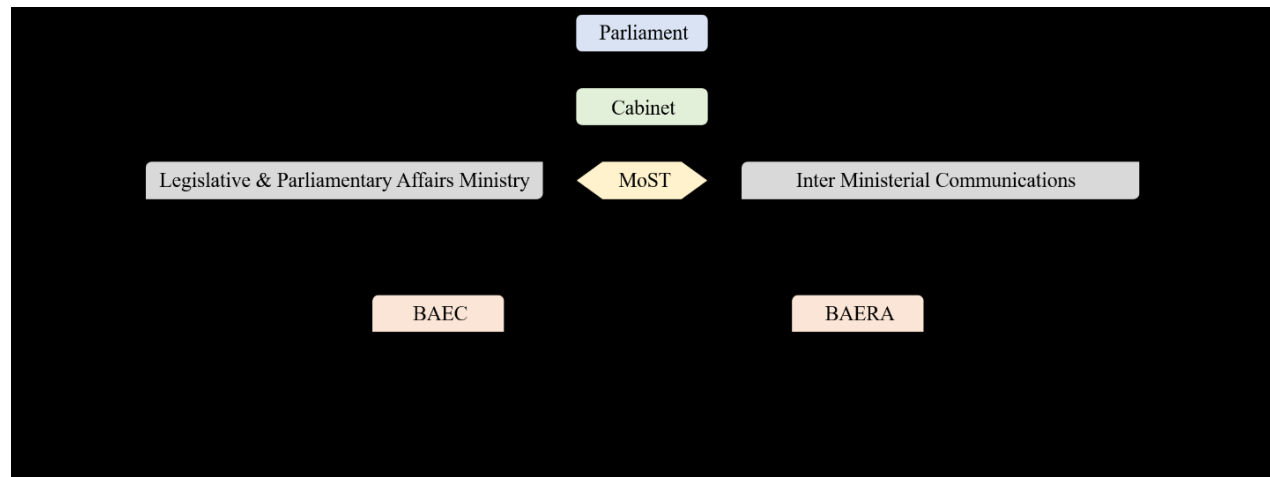 Parliament
Cabinet
Legislative & Parliamentary Affairs Ministry
MoST
Inter Ministerial Communications
BAEC
BAERA